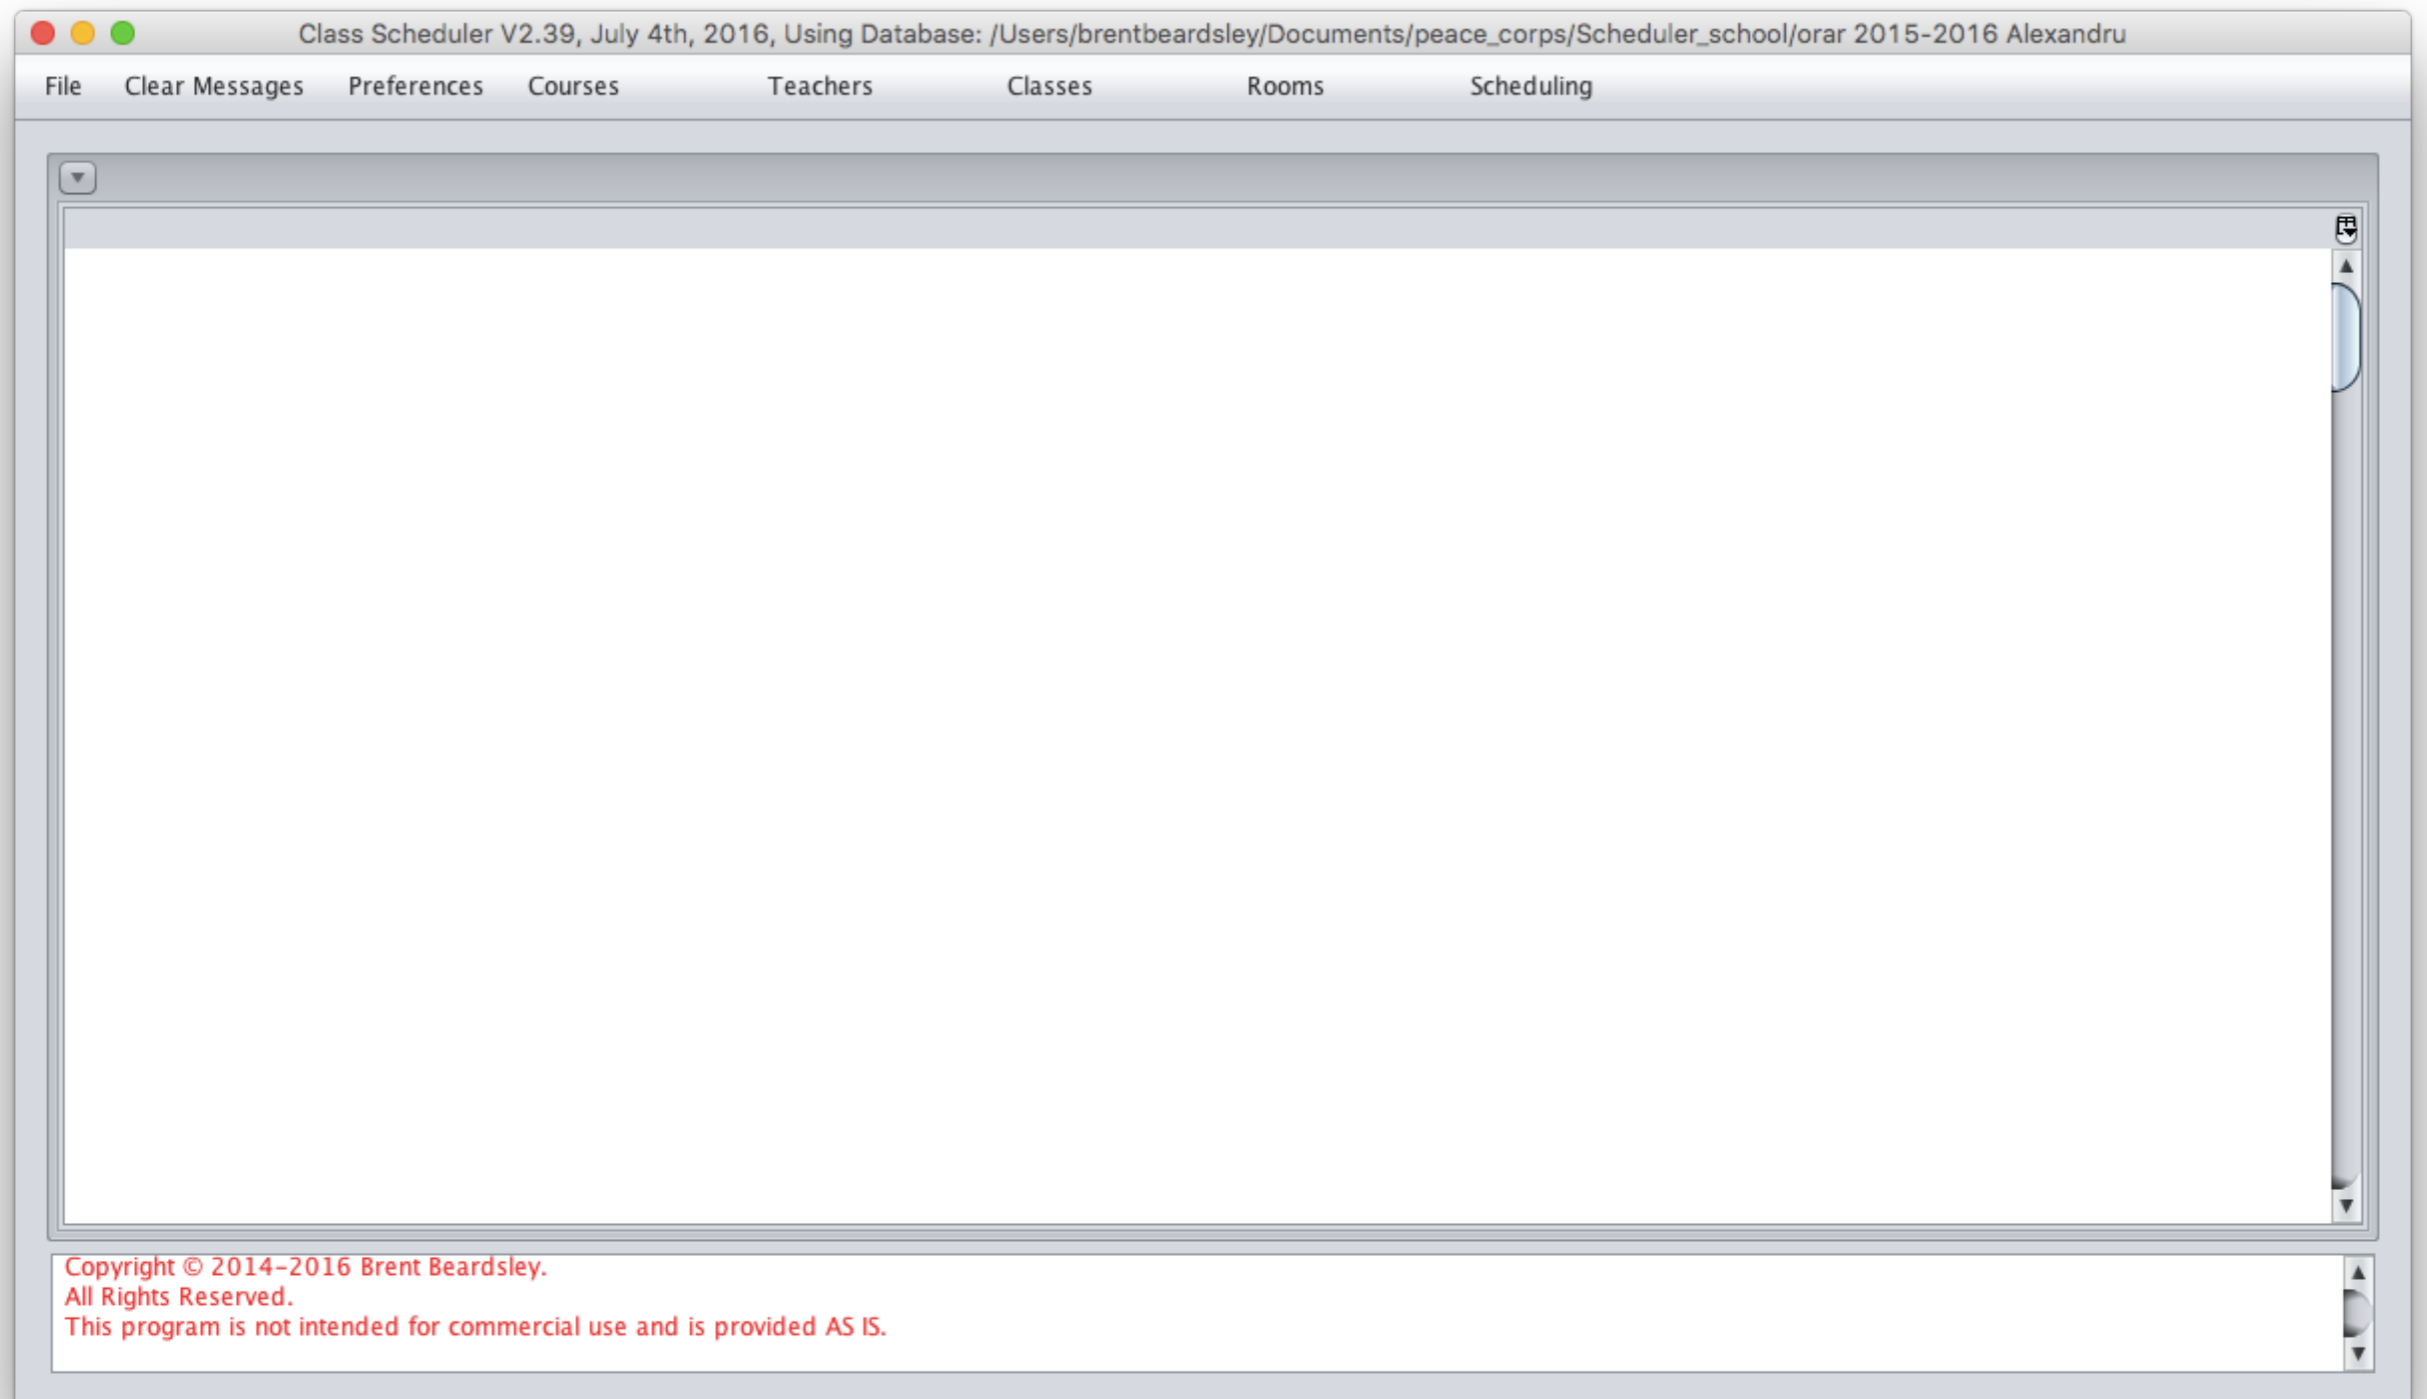 Class Scheduler V2.39, July 4th, 2016, Using Database: /Users/brentbeardsley/Documents/peace_corps/Scheduler_school/orar 2015-2016 Alexandru
File Clear Messages Preferences Courses Teachers Classes Rooms Scheduling
Copyright © 2014-2016 Brent Beardsley.
All Rights Reserved.
This program is not intended for commercial use and is provided AS IS.